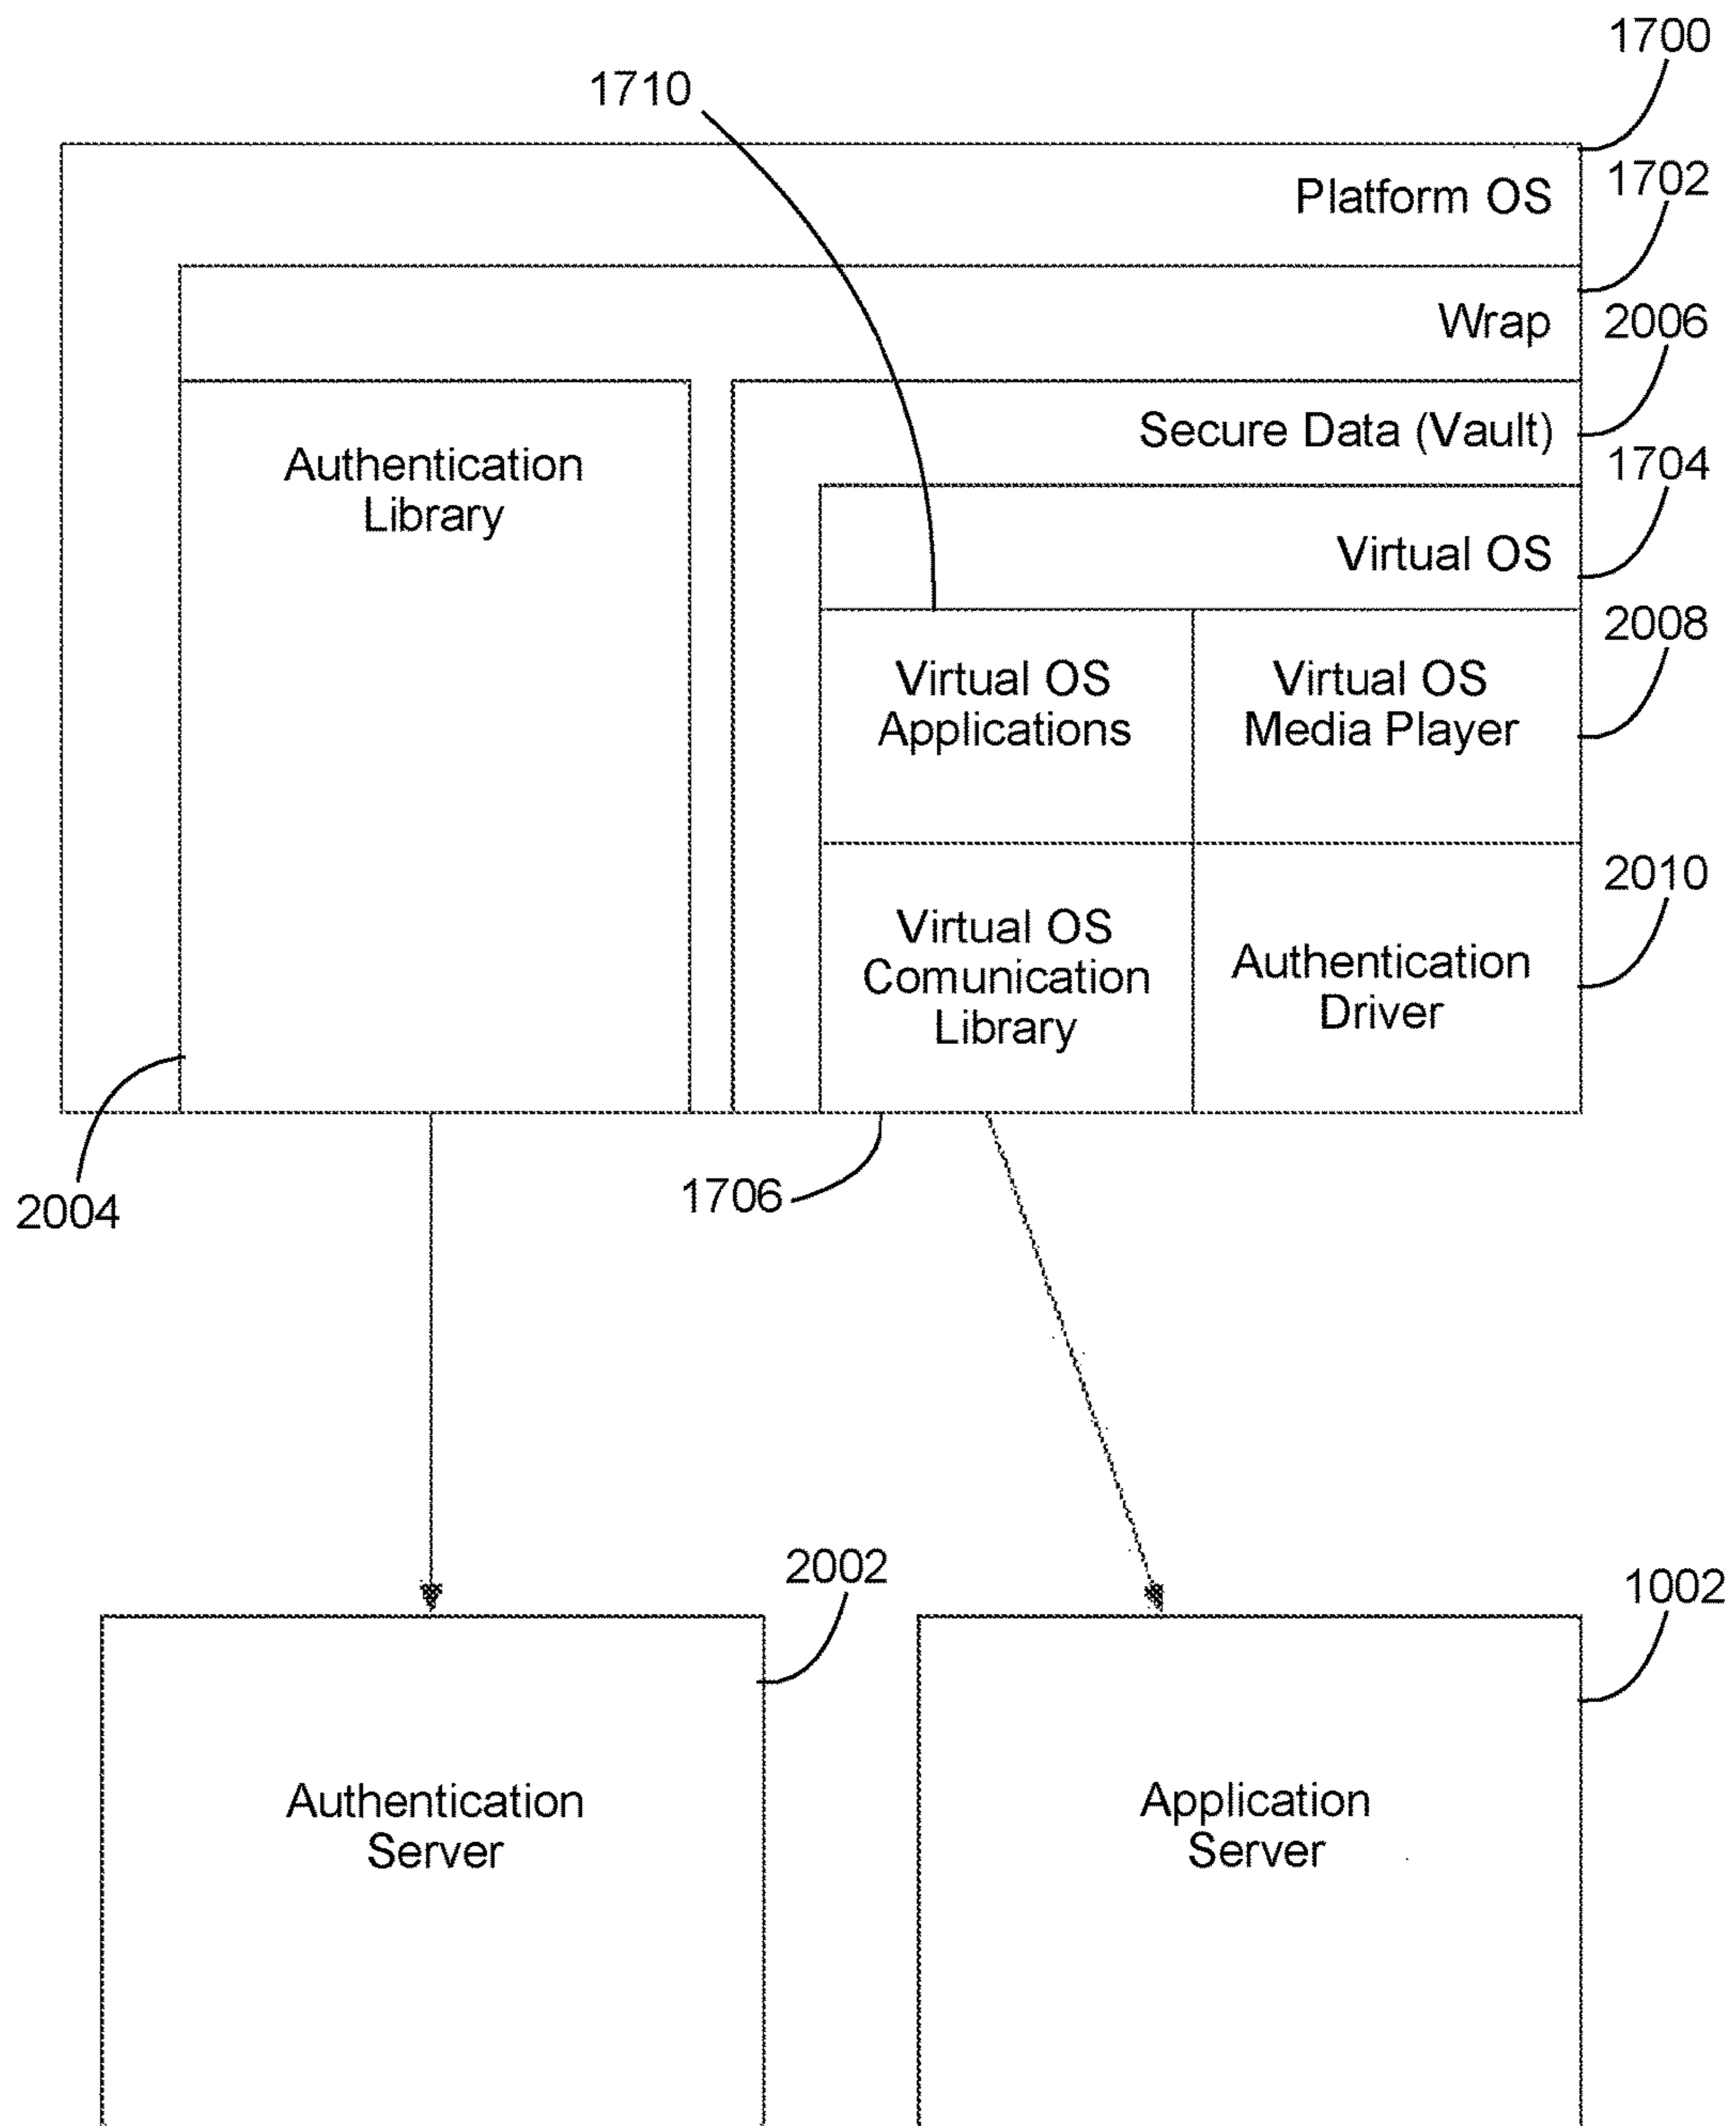 1700
1710
Platform OS
1702
Wrap
2006
Secure Data (Vault)
1704
Authentication
Library
Virtual OS
2008
Virtual OS
Applications
Virtual OS
Media Player
2010
Virtual OS
Comunication
Library
Authentication
Driver
2004
1706
2002
1002
Authentication
Server
Application
Server